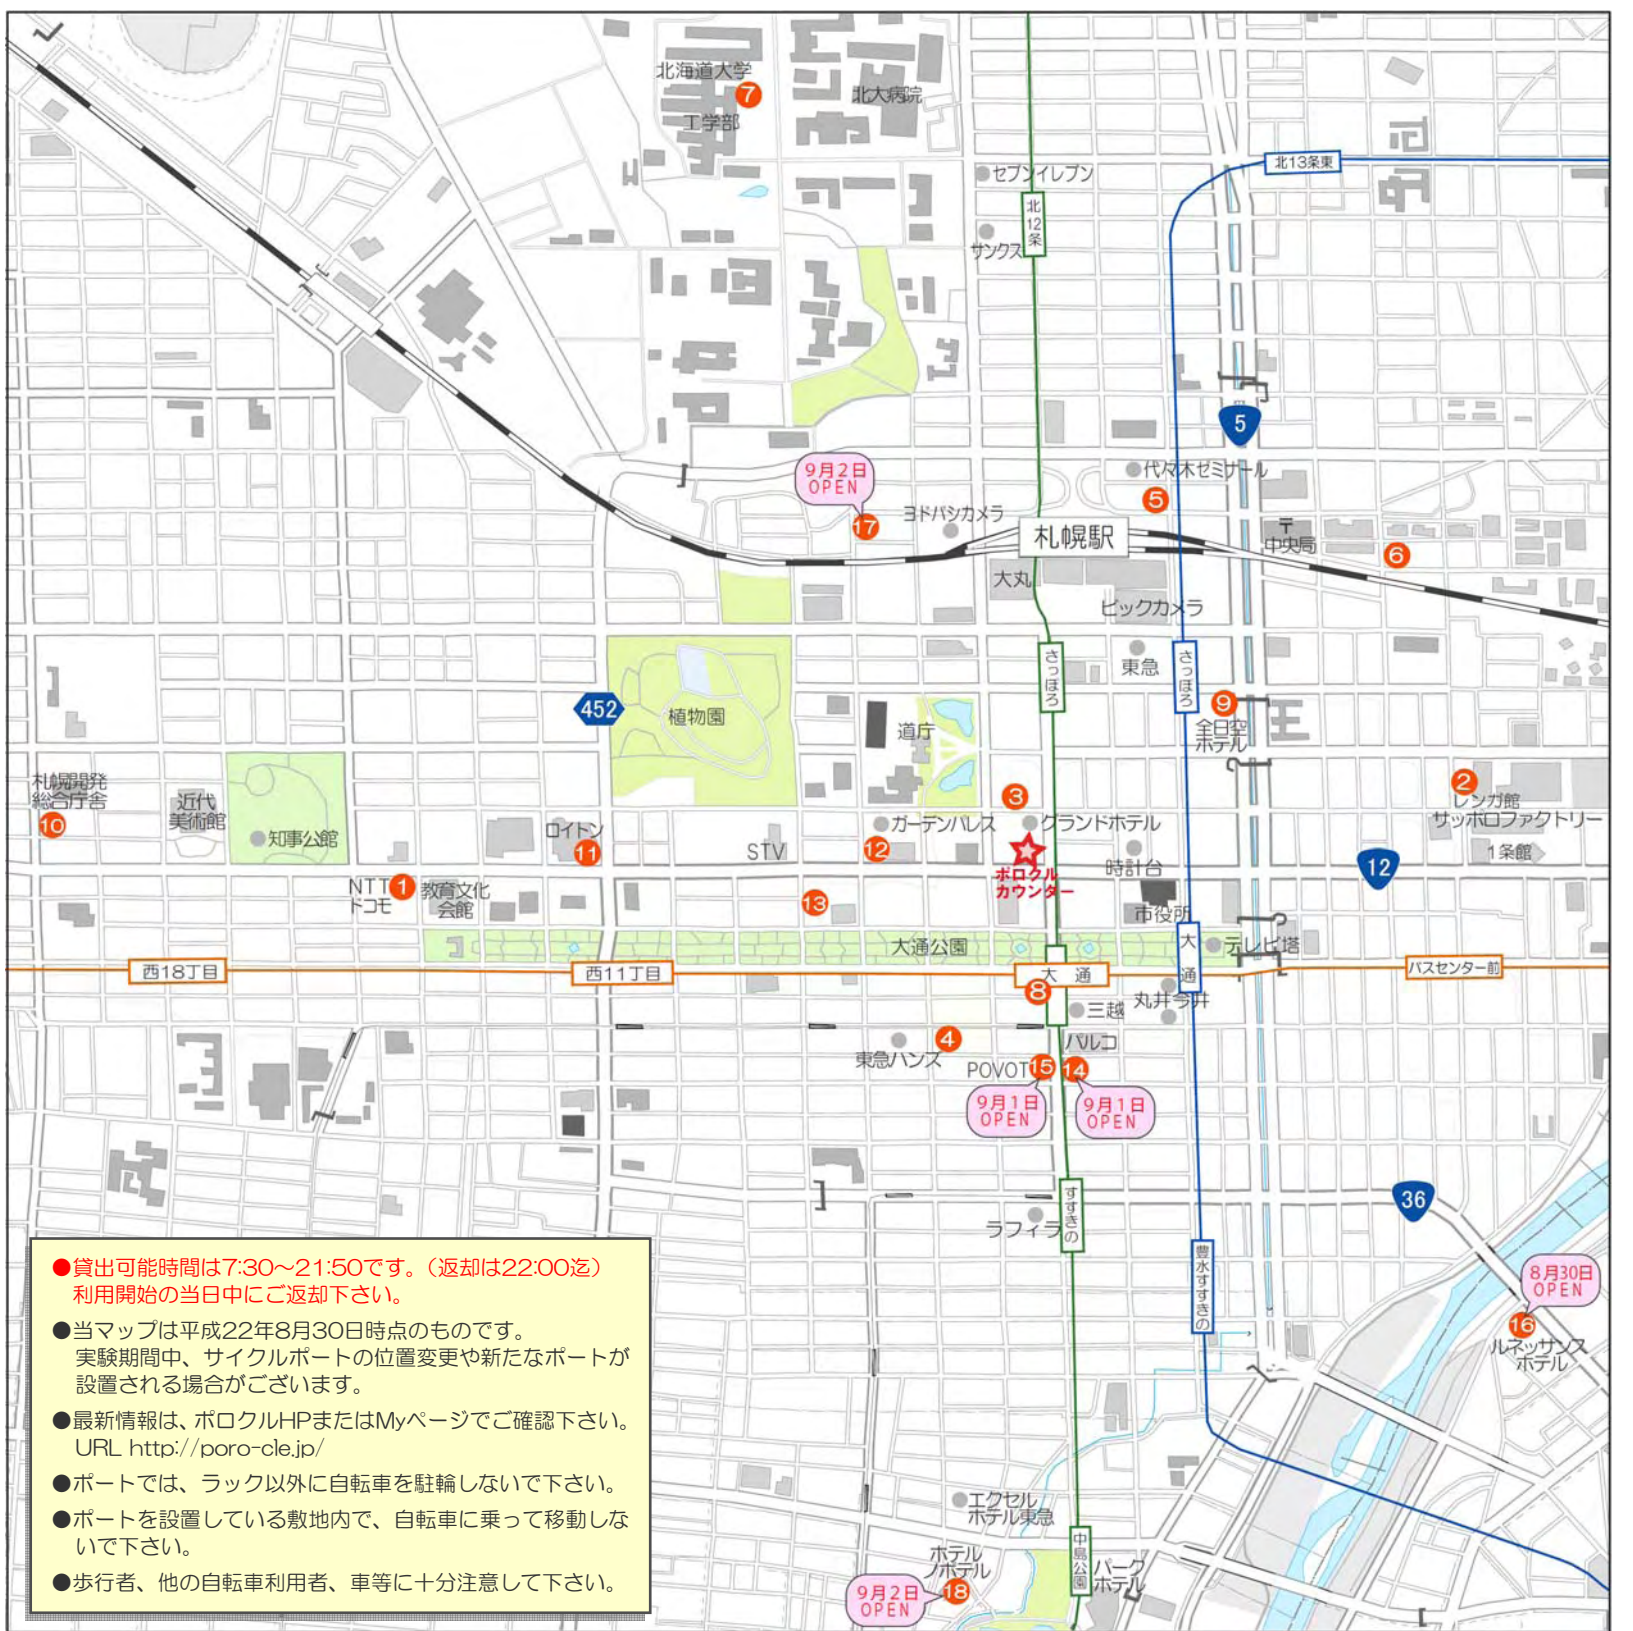 北海道大学
7
工学部
北大病院
セブンイレブン
北12条
サンクス
北13条東
5
代々木ゼミナール
5
9月2日
OPEN
17
ヨドバシカメラ
札幌駅
〒
中央局
6
大丸
ビックカメラ
東急
さっぽろ
さっぽろ
452
植物園
道庁
9
全日空
ホテル
札幌開発
総合庁舎
10
近代
美術館
知事公館
ロイトン
11
STV
ガーデンパレス
12
3
グランドホテル
ポロクル
カウンター
時計台
2
レンガ館
サッポロファクトリー
1条館
12
NTT
ドコモ
1
教育文化
会館
13
市役所
大通公園
大通
テレビ塔
西18丁目
西11丁目
大通
バスセンター前
8
三越
丸井今井
東急ハンズ
4
パルコ
POVOT
15
14
9月1日
OPEN
9月1日
OPEN
すすきの
ラフィラ
36
豊水すすきの
8月30日
OPEN
16
ルネッサンス
ホテル
エクセル
ホテル東急
中島公園
パーク
ホテル
ホテル
ノホテル
9月2日
OPEN
18
●貸出可能時間は7:30～21:50です。（返却は22:00迄）
利用開始の当日中にご返却下さい。
●当マップは平成22年8月30日時点のものです。
実験期間中、サイクルポートの位置変更や新たなポートが
設置される場合がございます。
●最新情報は、ポロクルHPまたはMyページでご確認下さい。
URL http://poro-cle.jp/
●ポートでは、ラック以外に自転車を駐輪しないで下さい。
●ポートを設置している敷地内で、自転車に乗って移動しな
いで下さい。
●歩行者、他の自転車利用者、車等に十分注意して下さい。